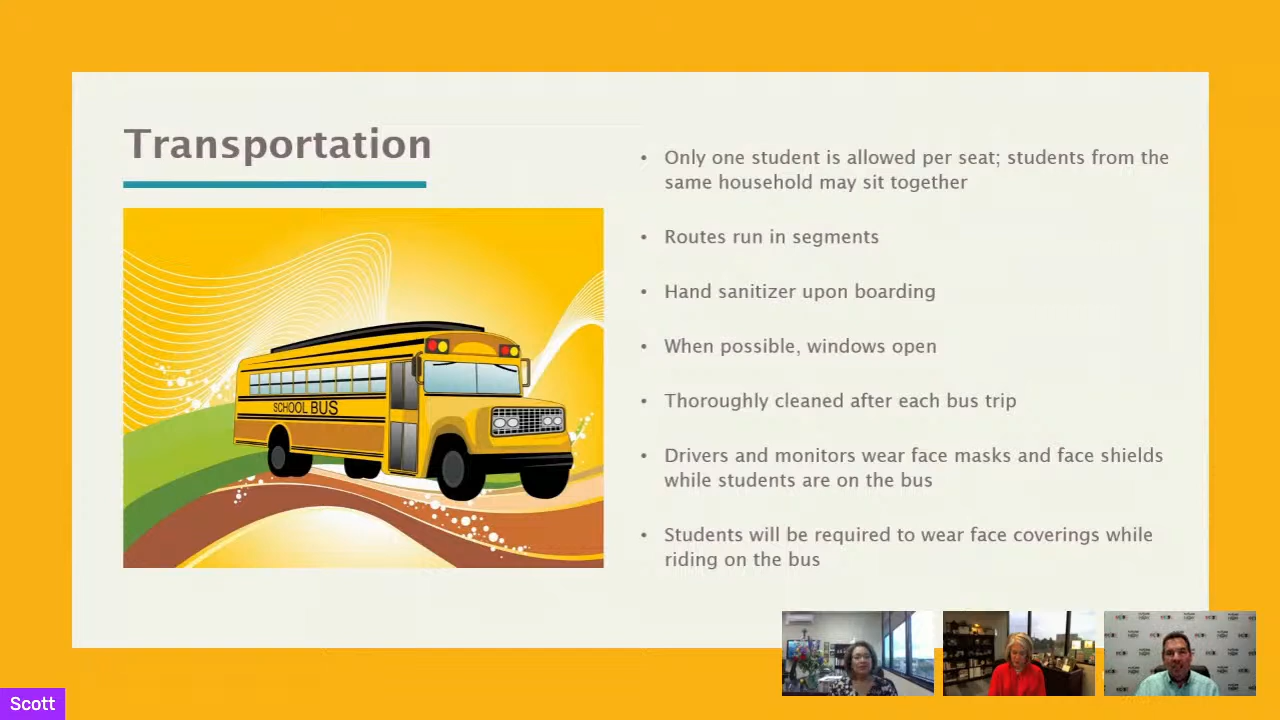 Transportation
• Only one student is allowed per seat; students from the
same household may sit together
• Routes run in segments
• Hand sanitizer upon boarding
• When possible, windows open
• Thoroughly cleaned after each bus trip
• Drivers and monitors wear face masks and face shields
while students are on the bus
• Students will be required to wear face coverings while
riding on the bus
SCHOOL BUS
Scott